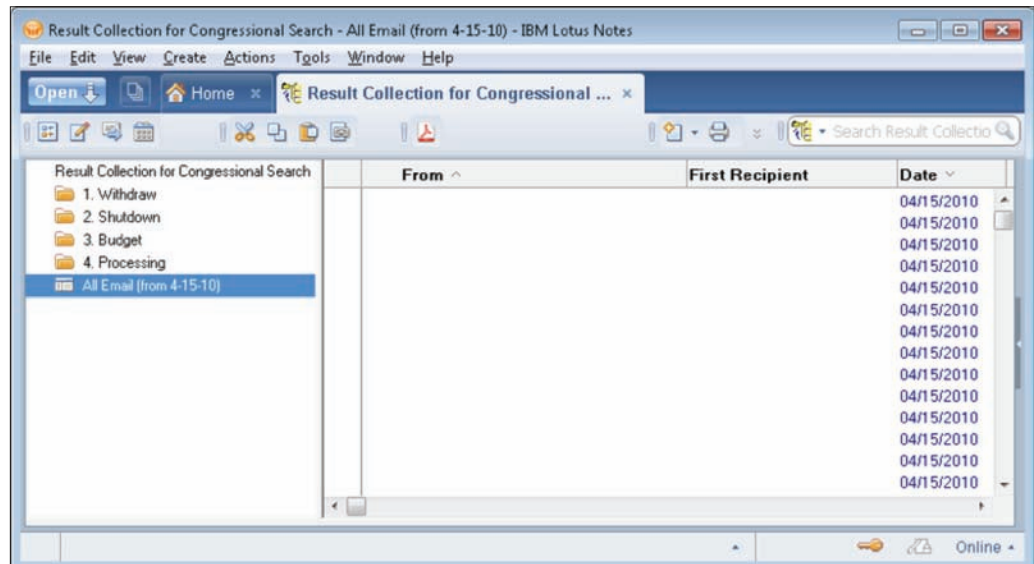 Result Collection for Congressional Search - All Email (from 4-15-10) - IBM Lotus Notes
File Edit View Create Actions Tools Window Help
Open Home × Result Collection for Congressional ... ×
Search Result Collectio
Result Collection for Congressional Search
1. Withdraw
2. Shutdown
3. Budget
4. Processing
All Email (from 4-15-10)
From First Recipient Date
04/15/2010
04/15/2010
04/15/2010
04/15/2010
04/15/2010
04/15/2010
04/15/2010
04/15/2010
04/15/2010
04/15/2010
04/15/2010
04/15/2010
04/15/2010
04/15/2010
Online